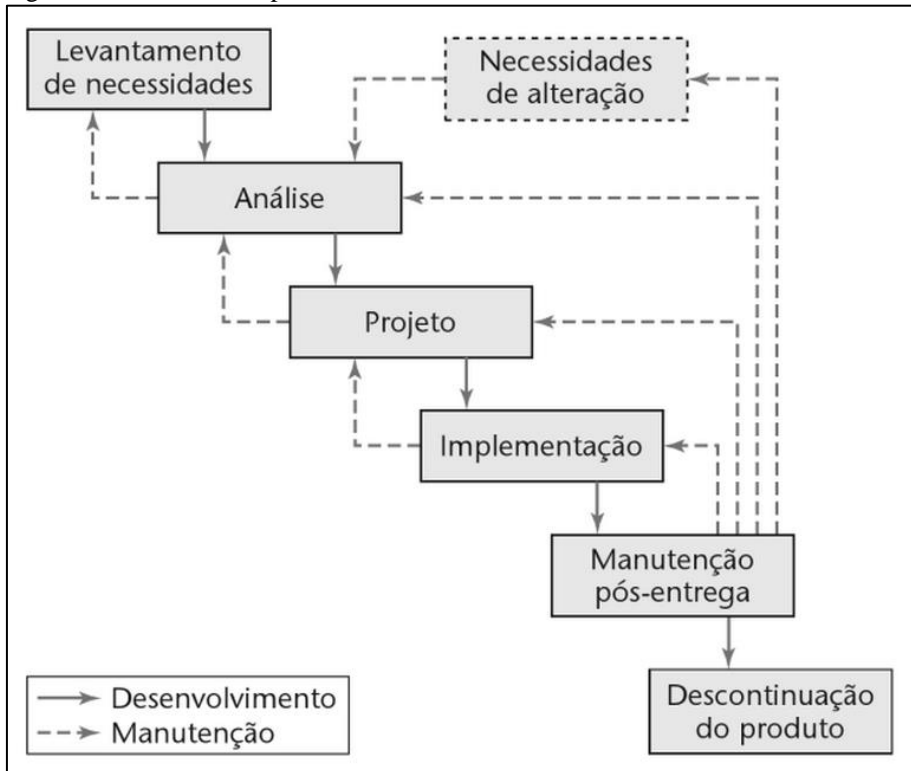 Levantamento
de necessidades
Necessidades
de alteração
Análise
Projeto
Implementação
Manutenção
pós-entrega
Descontinuação
do produto
Desenvolvimento
Manutenção